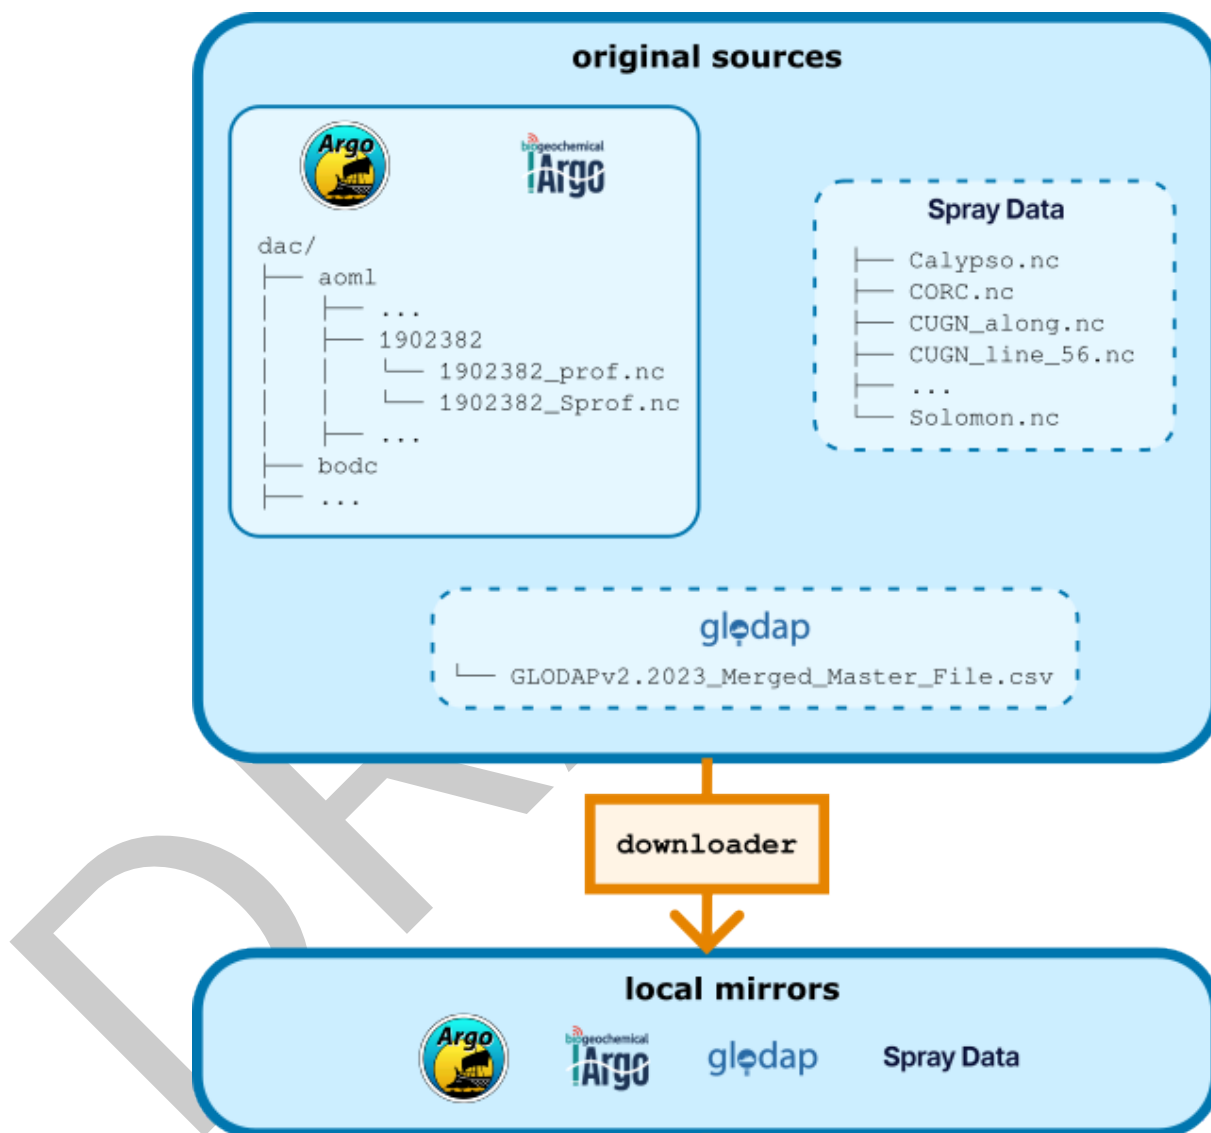 original sources
Argo
biogeochemical
Argo
dac/
├── aoml
│   ├── ...
│   ├── 1902382
│   │   └── 1902382_prof.nc
│   │   └── 1902382_Sprof.nc
│   ├── ...
├── bodc
├── ...
Spray Data
├── Calypso.nc
├── CORC.nc
├── CUGN_along.nc
├── CUGN_line_56.nc
├── ...
└── Solomon.nc
glodap
└── GLODAPv2.2023_Merged_Master_File.csv
downloader
local mirrors
Argo
biogeochemical
Argo
glodap
Spray Data